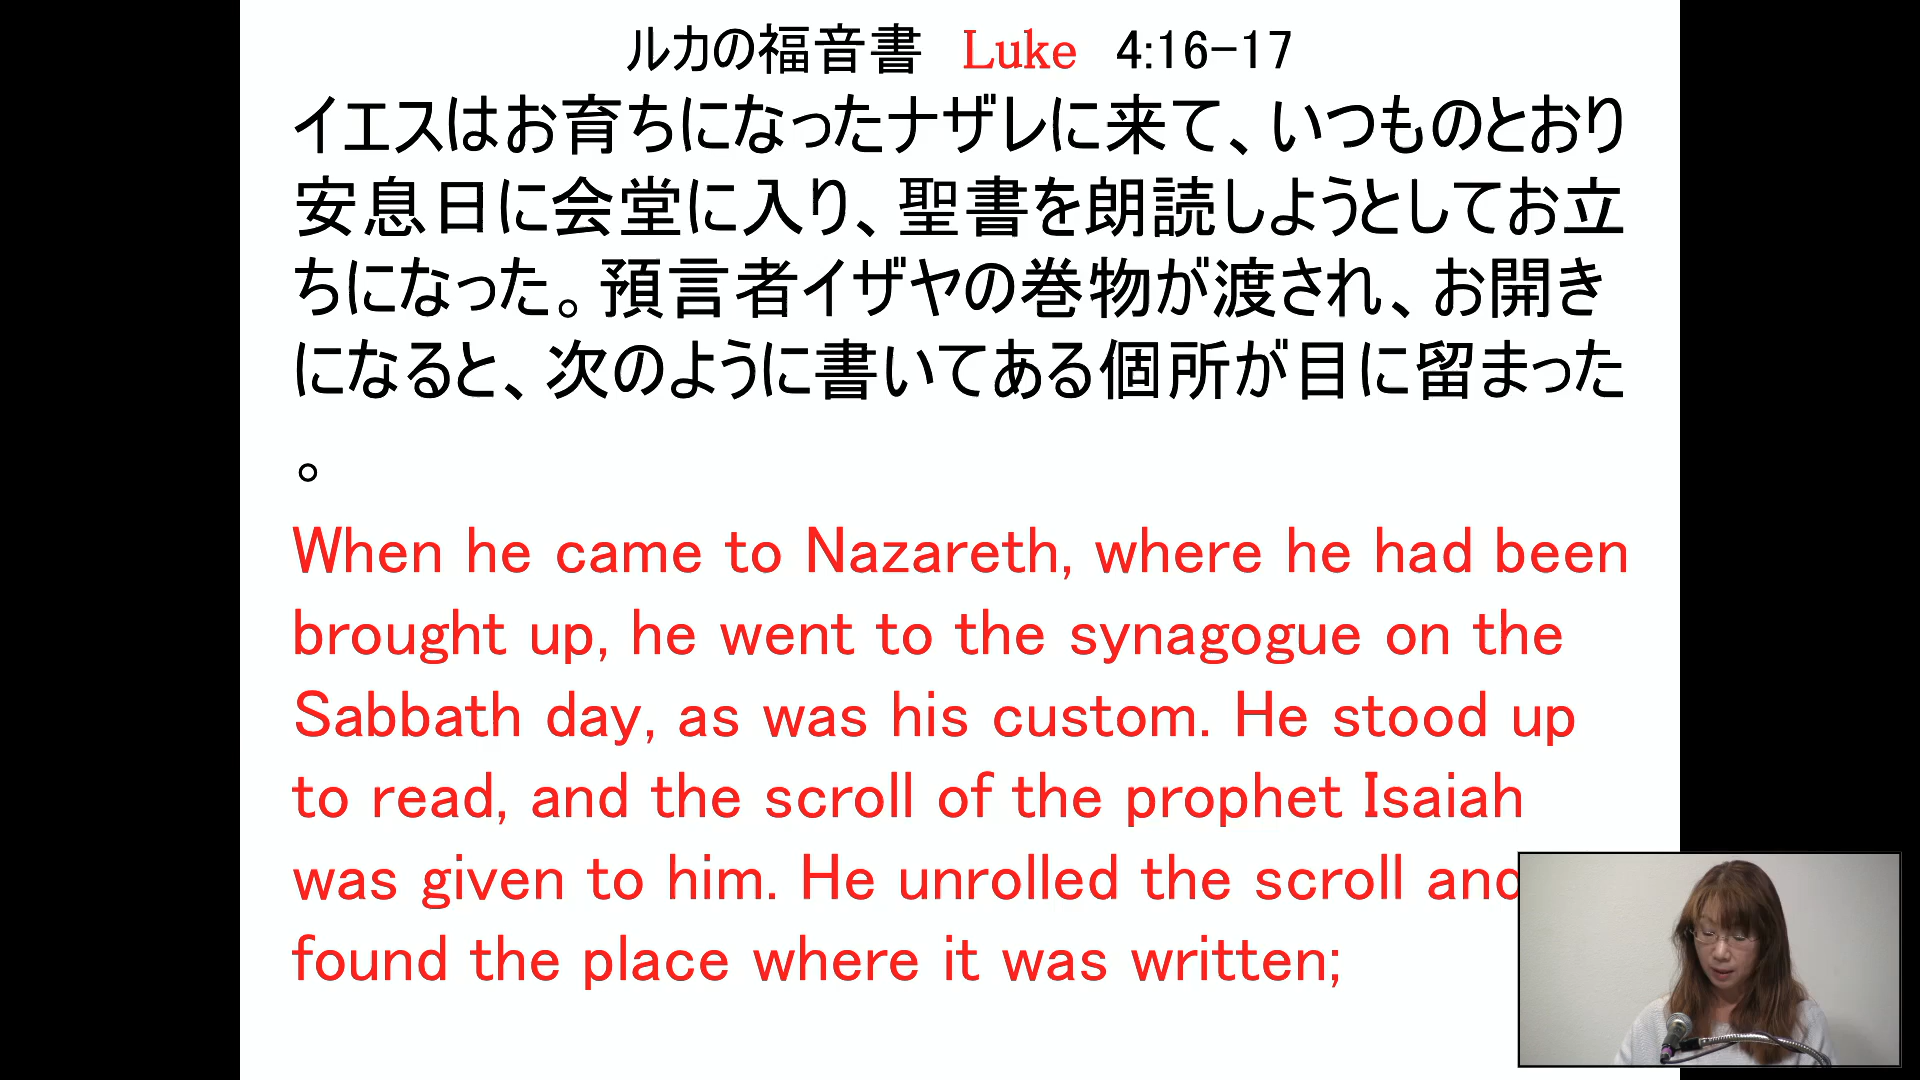 ルカの福音書 Luke 4:16-17
イエスはお育ちになったナザレに来て、いつものとおり
安息日に会堂に入り、聖書を朗読しようとしてお立
ちになった。預言者イザヤの巻物が渡され、お開き
になると、次のように書いてある個所が目に留まった
。
When he came to Nazareth, where he had been
brought up, he went to the synagogue on the
Sabbath day, as was his custom. He stood up
to read, and the scroll of the prophet Isaiah
was given to him. He unrolled the scroll and
found the place where it was written;